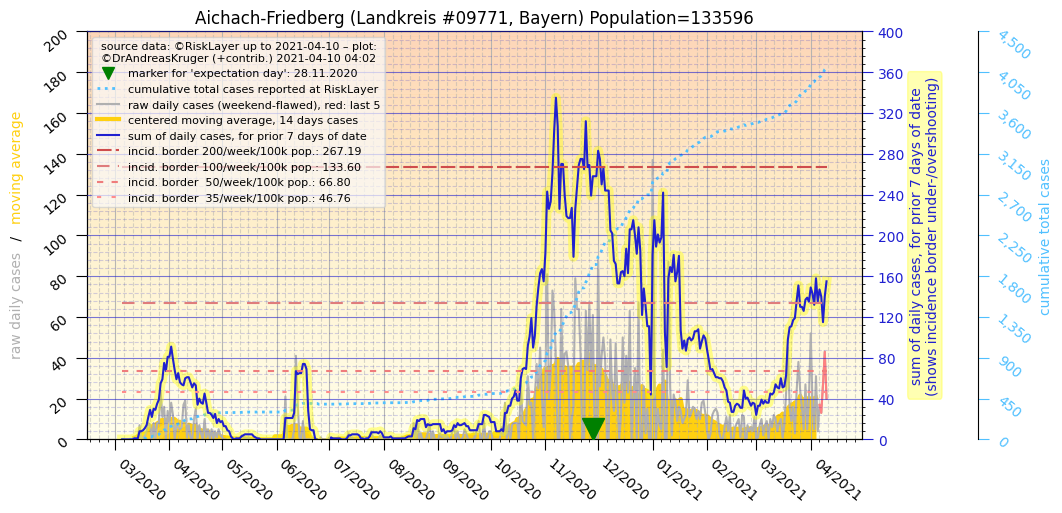 Aichach-Friedberg (Landkreis #09771, Bayern) Population=133596
source data: ©RiskLayer up to 2021-04-10 – plot:
©DrAndreasKruger (+contrib.) 2021-04-10 04:02
marker for 'expectation day': 28.11.2020
cumulative total cases reported at RiskLayer
raw daily cases (weekend-flawed), red: last 5
centered moving average, 14 days cases
sum of daily cases, for prior 7 days of date
incid. border 200/week/100k pop.: 267.19
incid. border 100/week/100k pop.: 133.60
incid. border  50/week/100k pop.: 66.80
incid. border  35/week/100k pop.: 46.76
raw daily cases / moving average
200
180
160
140
120
100
80
60
40
20
0
03/2020
04/2020
05/2020
06/2020
07/2020
08/2020
09/2020
10/2020
11/2020
12/2020
01/2021
02/2021
03/2021
04/2021
400
360
320
280
240
200
160
120
80
40
0
sum of daily cases, for prior 7 days of date
(shows incidence border under-/overshooting)
4,500
4,050
3,600
3,150
2,700
2,250
1,800
1,350
900
450
0
cumulative total cases